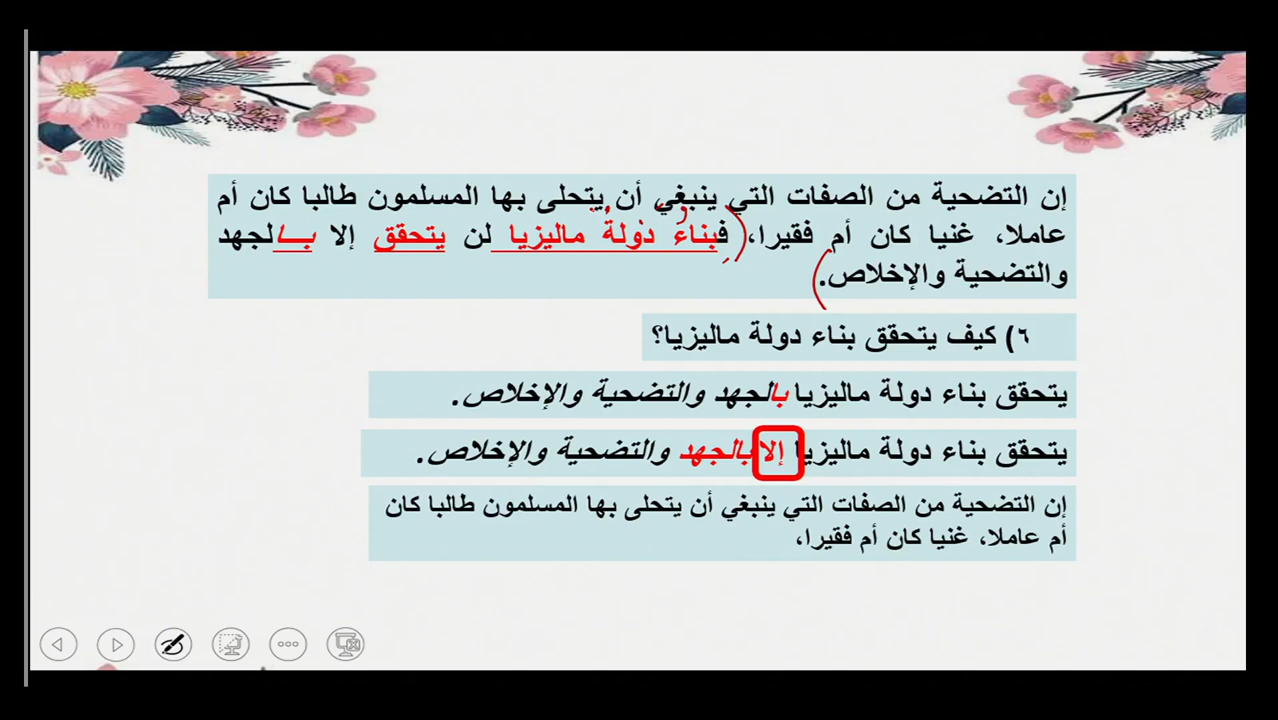 إن التضحية من الصفات التي ينبغي أن يتحلى بها المسلمون طالبا كان أم
عاملا، غنيا كان أم فقيرا، فبناءُ دولةُ ماليزيا لن يتحقق إلا بـالجهد
والتضحية والإخلاص.
٦) كيف يتحقق بناء دولة ماليزيا؟
يتحقق بناء دولة ماليزيا بالجهد والتضحية والإخلاص.
يتحقق بناء دولة ماليزيا إلا بالجهد والتضحية والإخلاص.
إن التضحية من الصفات التي ينبغي أن يتحلى بها المسلمون طالبا كان
أم عاملا، غنيا كان أم فقيرا،